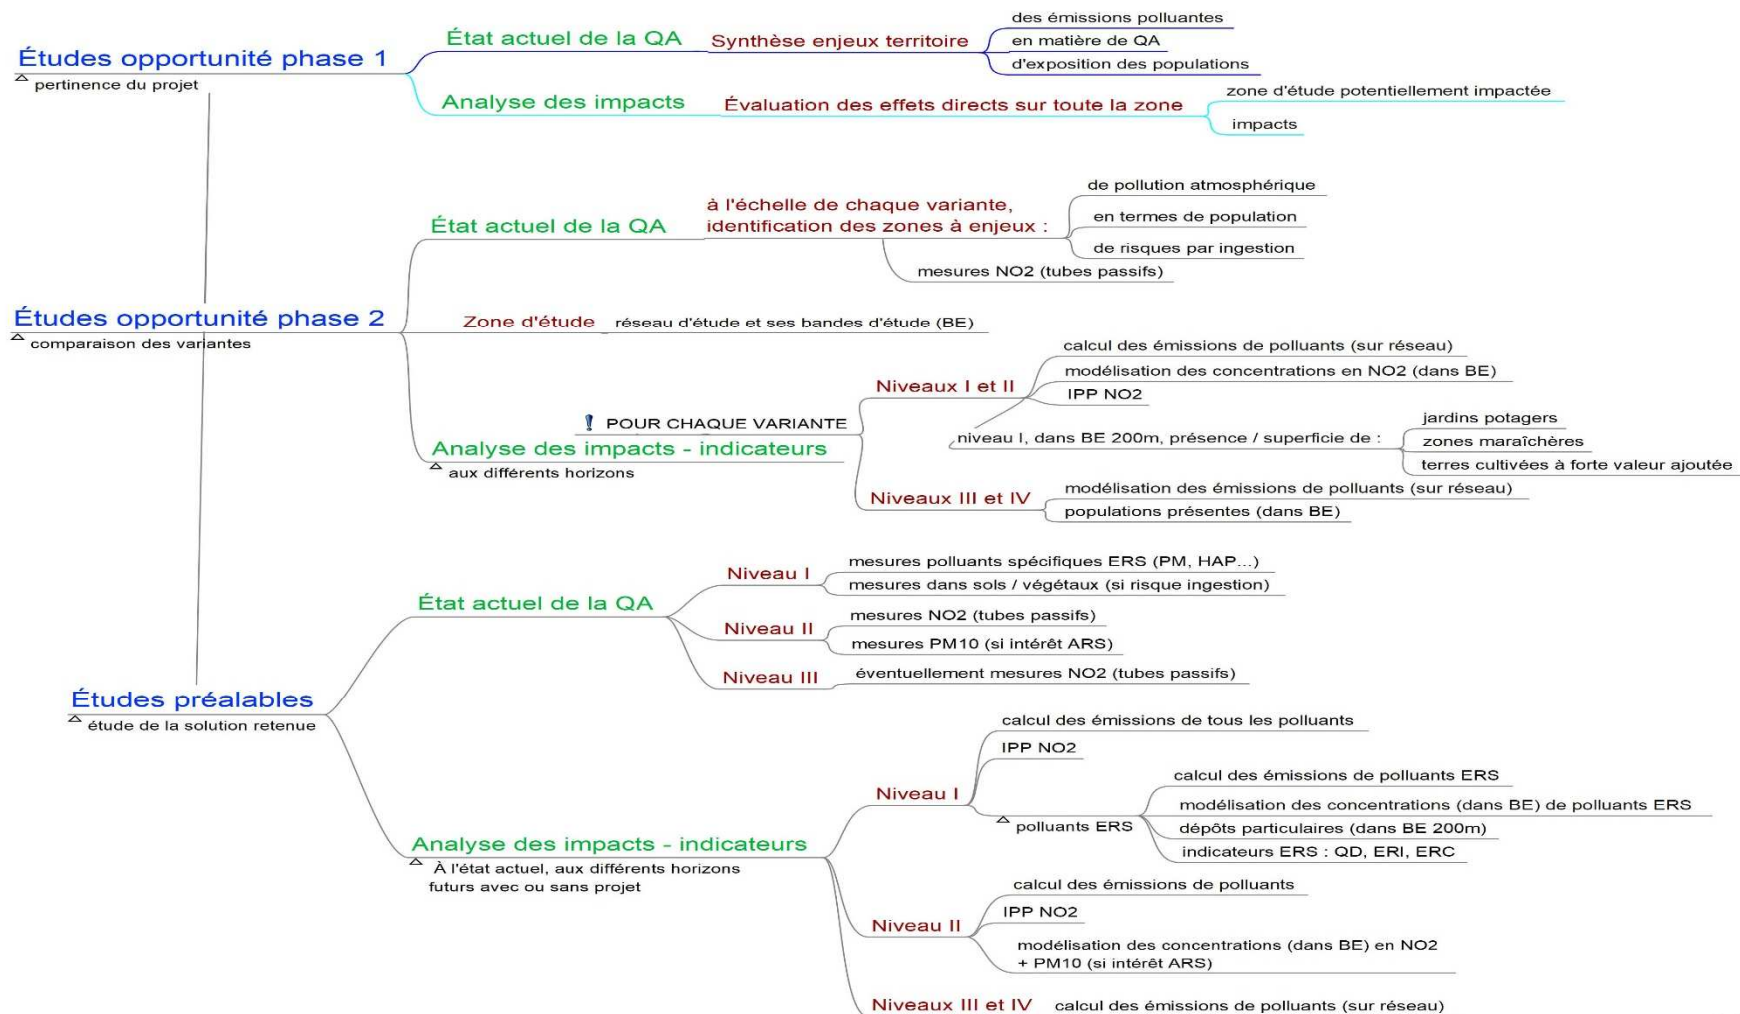 Études opportunité phase 1
pertinence du projet
État actuel de la QA
Synthèse enjeux territoire
des émissions polluantes
en matière de QA
d'exposition des populations
Analyse des impacts
Évaluation des effets directs sur toute la zone
zone d'étude potentiellement impactée
impacts
Études opportunité phase 2
comparaison des variantes
État actuel de la QA
à l'échelle de chaque variante,
identification des zones à enjeux :
de pollution atmosphérique
en termes de population
de risques par ingestion
mesures NO2 (tubes passifs)
Zone d'étude
réseau d'étude et ses bandes d'étude (BE)
Analyse des impacts - indicateurs
aux différents horizons
! POUR CHAQUE VARIANTE
Niveaux I et II
calcul des émissions de polluants (sur réseau)
modélisation des concentrations en NO2 (dans BE)
IPP NO2
niveau I, dans BE 200m, présence / superficie de :
jardins potagers
zones maraîchères
terres cultivées à forte valeur ajoutée
Niveaux III et IV
modélisation des émissions de polluants (sur réseau)
populations présentes (dans BE)
Études préalables
étude de la solution retenue
État actuel de la QA
Niveau I
mesures polluants spécifiques ERS (PM, HAP...)
mesures dans sols / végétaux (si risque ingestion)
Niveau II
mesures NO2 (tubes passifs)
mesures PM10 (si intérêt ARS)
Niveau III
éventuellement mesures NO2 (tubes passifs)
Analyse des impacts - indicateurs
À l'état actuel, aux différents horizons
futurs avec ou sans projet
Niveau I
calcul des émissions de tous les polluants
IPP NO2
polluants ERS
calcul des émissions de polluants ERS
modélisation des concentrations (dans BE) de polluants ERS
dépôts particulaires (dans BE 200m)
indicateurs ERS : QD, ERI, ERC
Niveau II
calcul des émissions de polluants
IPP NO2
modélisation des concentrations (dans BE) en NO2
+ PM10 (si intérêt ARS)
Niveaux III et IV
calcul des émissions de polluants (sur réseau)